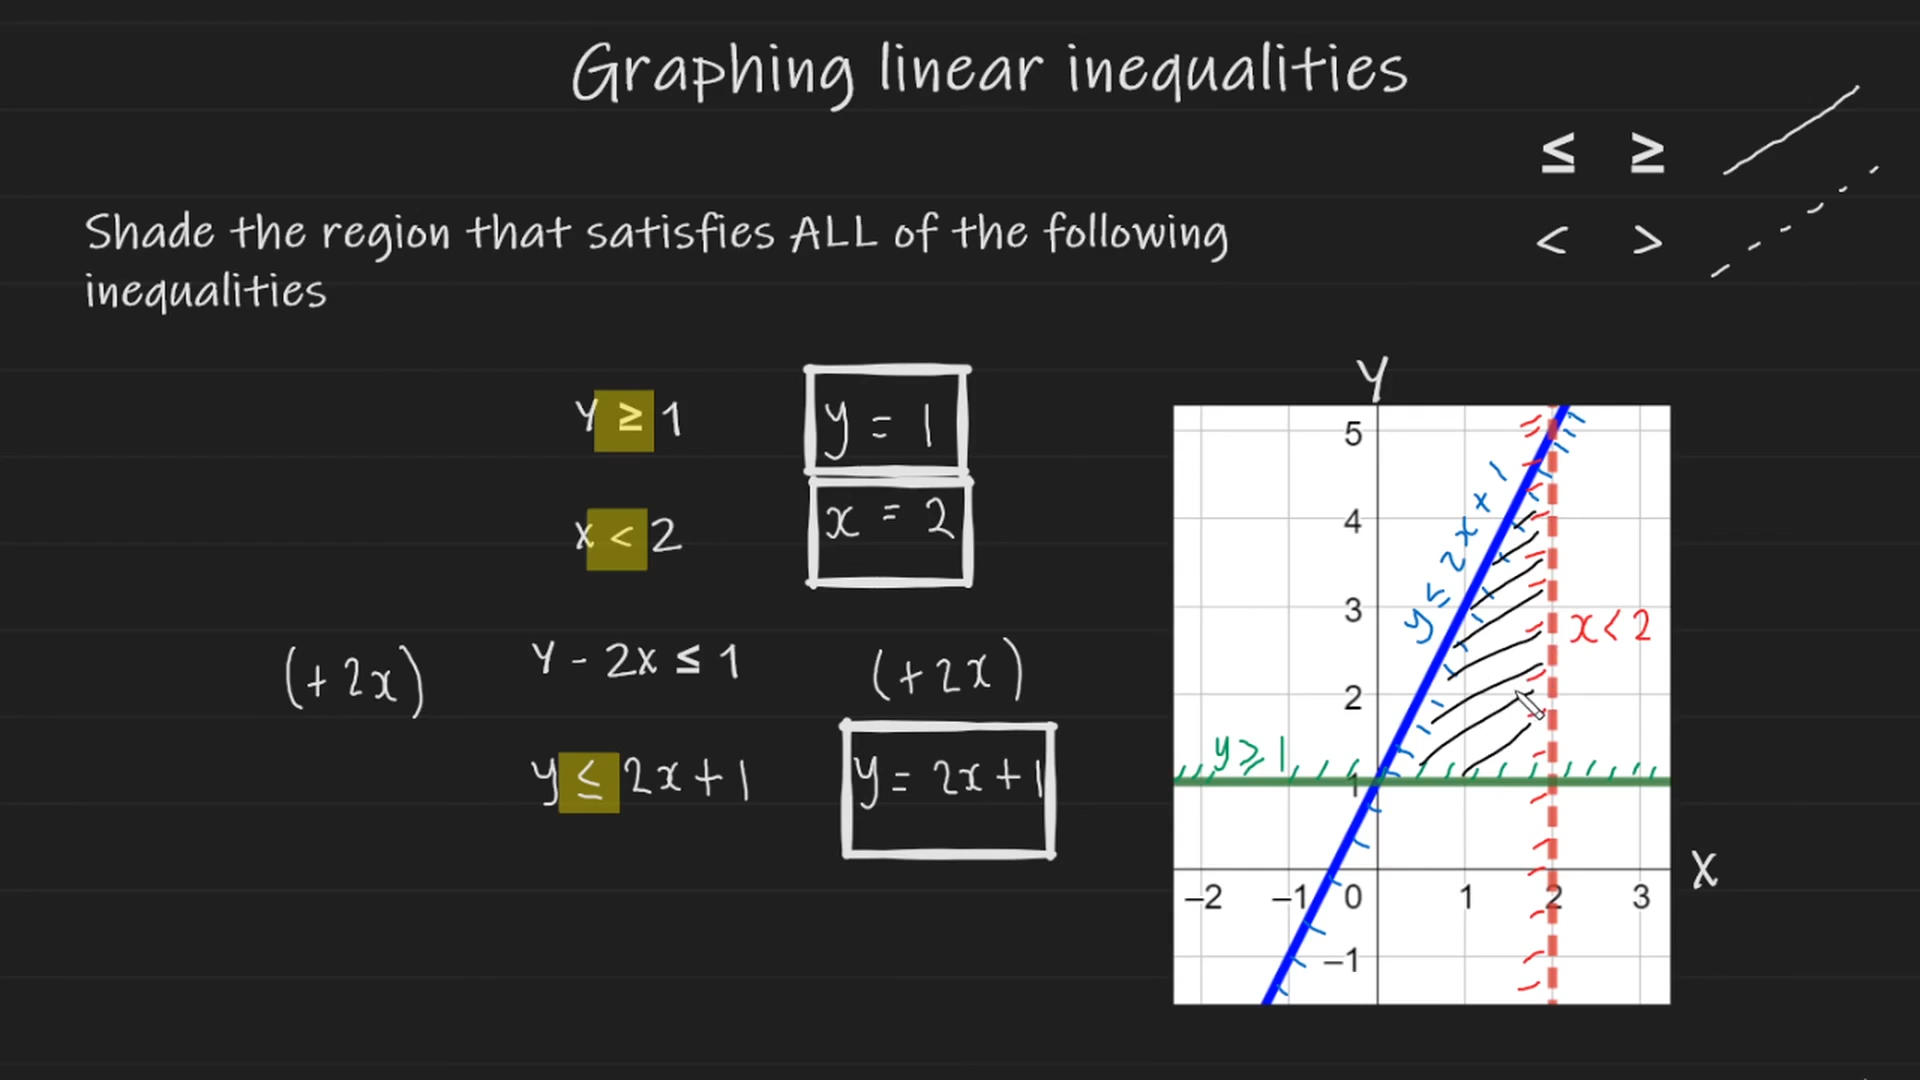 Graphing linear inequalities
≤ ≥
< >
Shade the region that satisfies ALL of the following
inequalities
y ≥ 1
y = 1
x < 2
x = 2
(+2x) y - 2x ≤ 1 (+2x)
y ≤ 2x+1
y = 2x+1
Y
5
4
3
2
1
0
–1
–2 –1 1 2 3
X
y ≤ 2x+1
x<2
y≥1